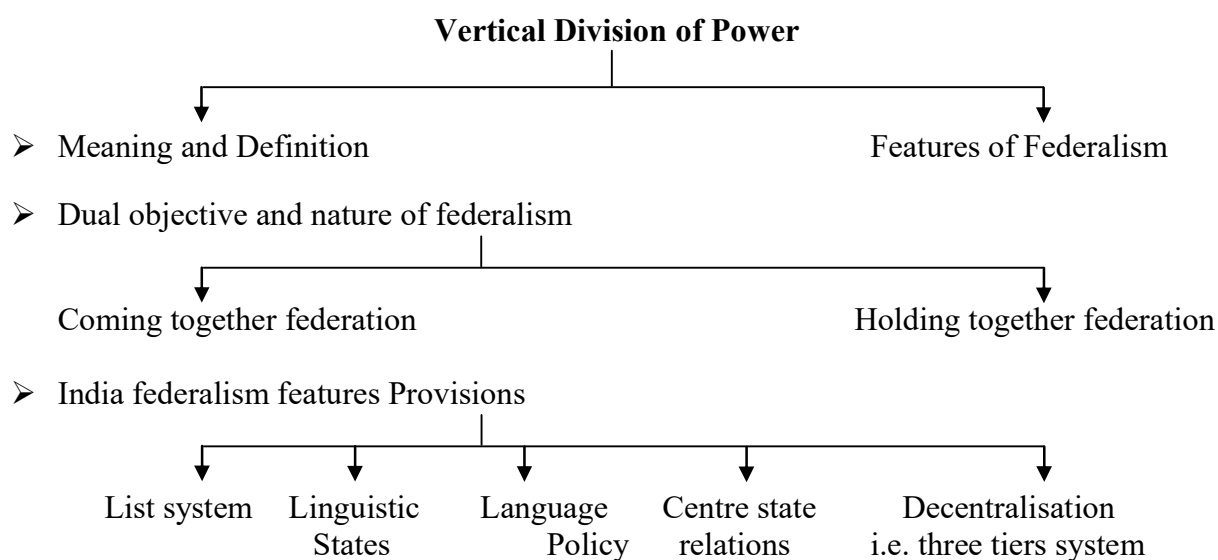 Vertical Division of Power
➢ Meaning and Definition Features of Federalism
➢ Dual objective and nature of federalism
Coming together federation Holding together federation
➢ India federalism features Provisions
List system Linguistic Language Centre state Decentralisation
States Policy relations i.e. three tiers system